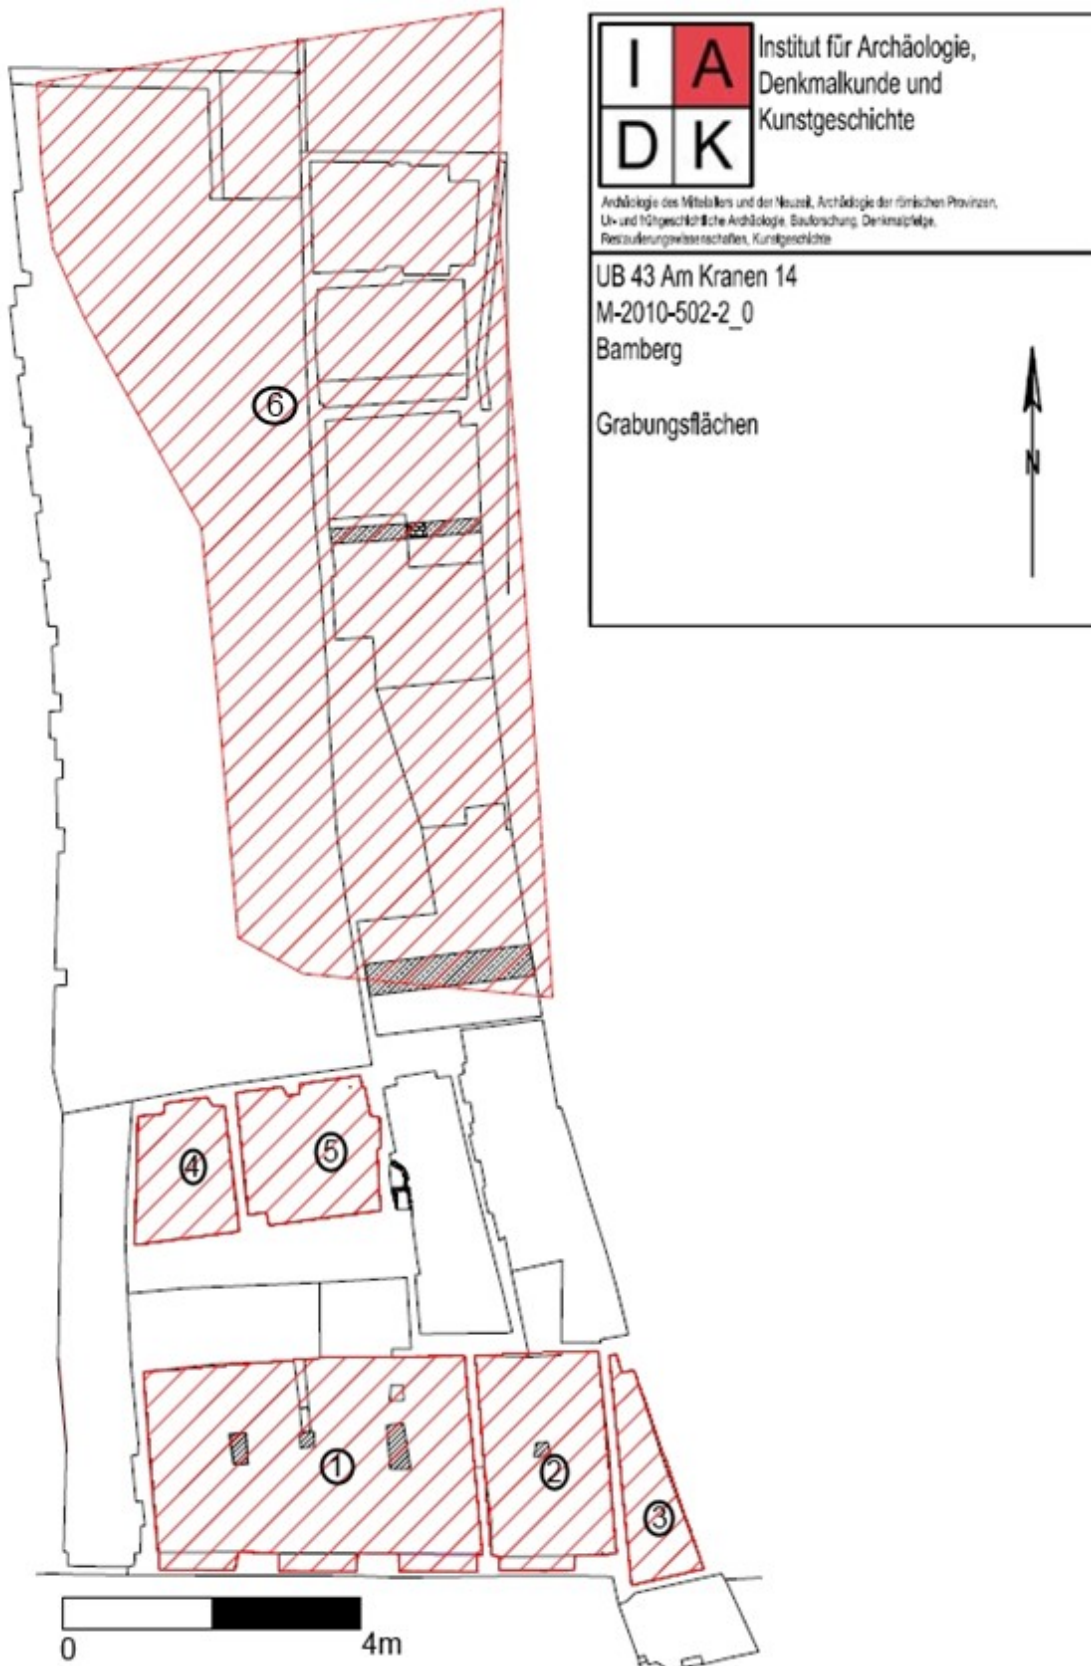 I A
D K
Institut für Archäologie,
Denkmalkunde und
Kunstgeschichte
Archäologie des Mittelalters und der Neuzeit, Archäologie der römischen Provinzen,
Ur- und frühgeschichtliche Archäologie, Bauforschung, Denkmalpfelge,
Restaurierungswissenschaften, Kunstgeschichte
UB 43 Am Kranen 14
M-2010-502-2_0
Bamberg
Grabungsflächen
N
6
4
5
1
2
3
0
4m